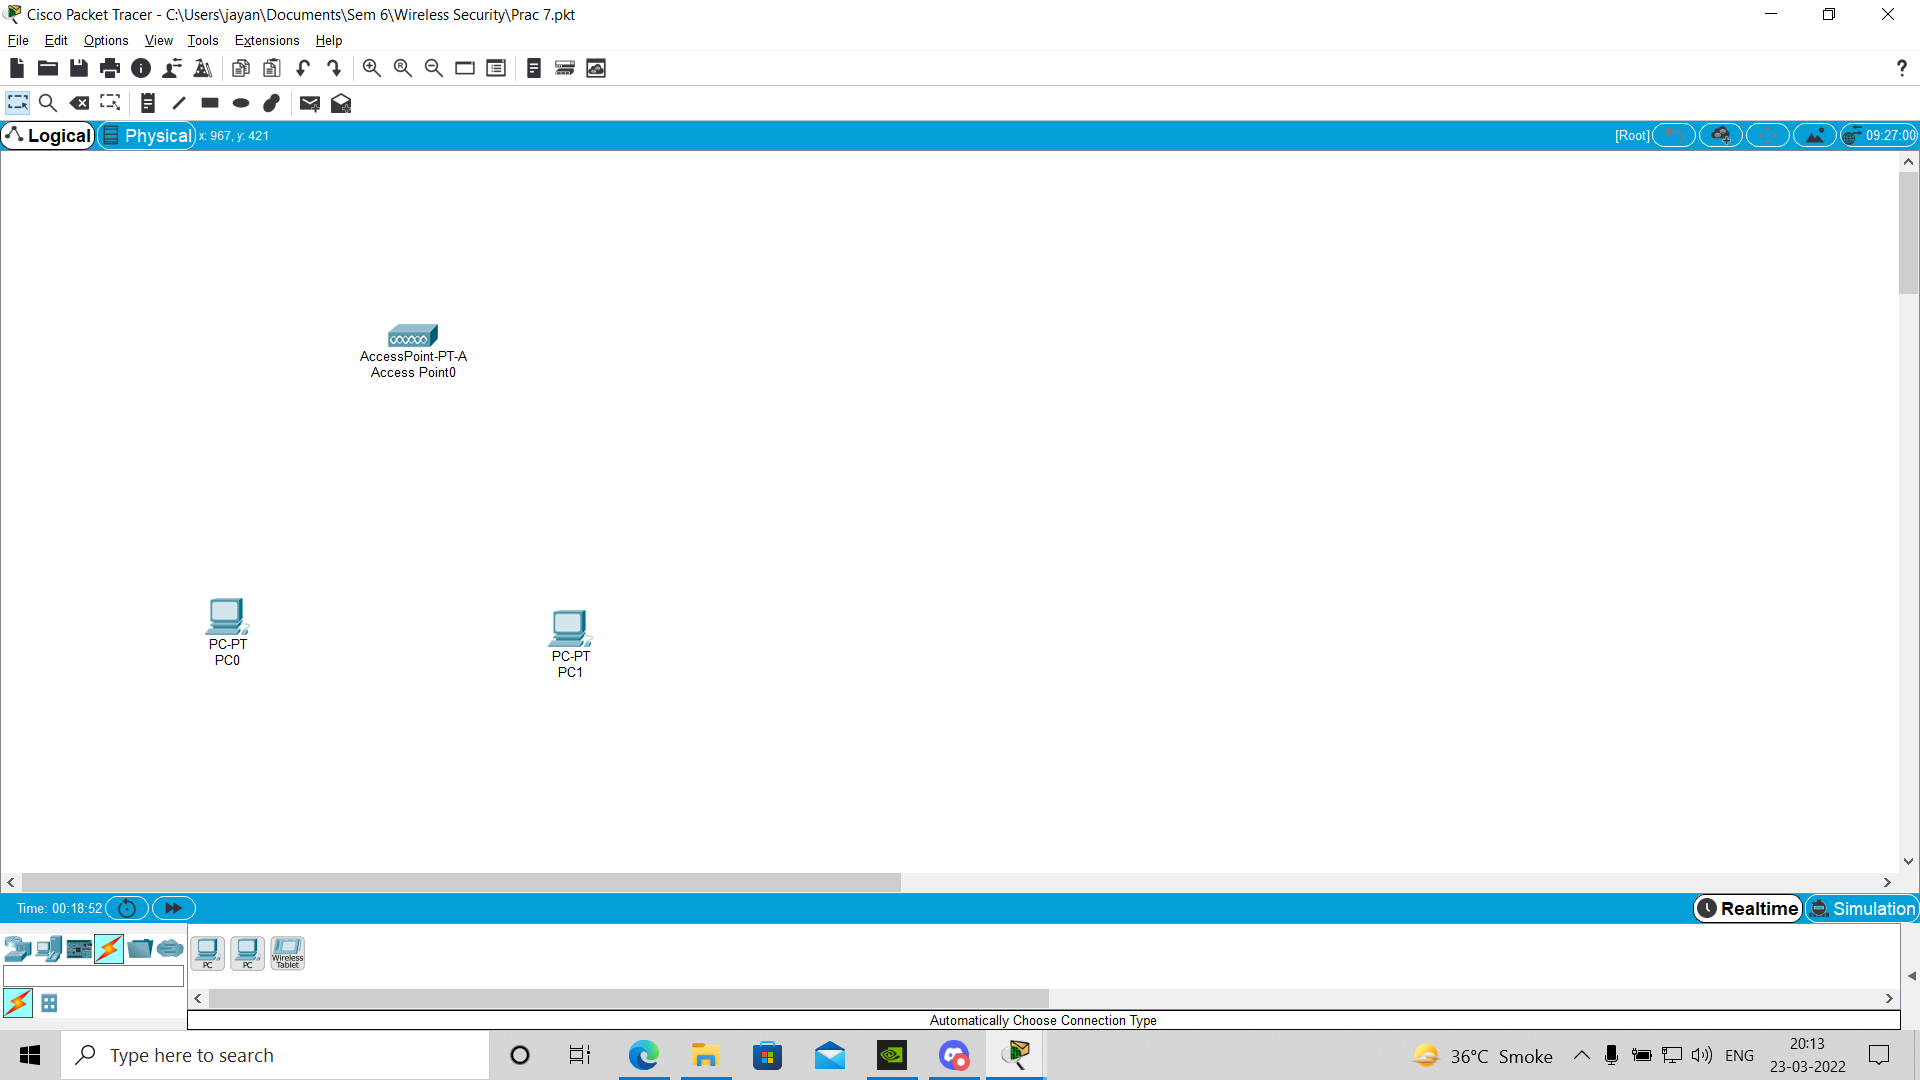 Cisco Packet Tracer - C:\Users\jayan\Documents\Sem 6\Wireless Security\Prac 7.pkt
File Edit Options View Tools Extensions Help
?
Logical Physical x: 967, y: 421 [Root] 09:27:00
AccessPoint-PT-A
Access Point0
PC-PT
PC0
PC-PT
PC1
Time: 00:18:52 Realtime Simulation
PC PC Wireless Tablet
Automatically Choose Connection Type
Type here to search 36°C Smoke ENG 20:13
23-03-2022